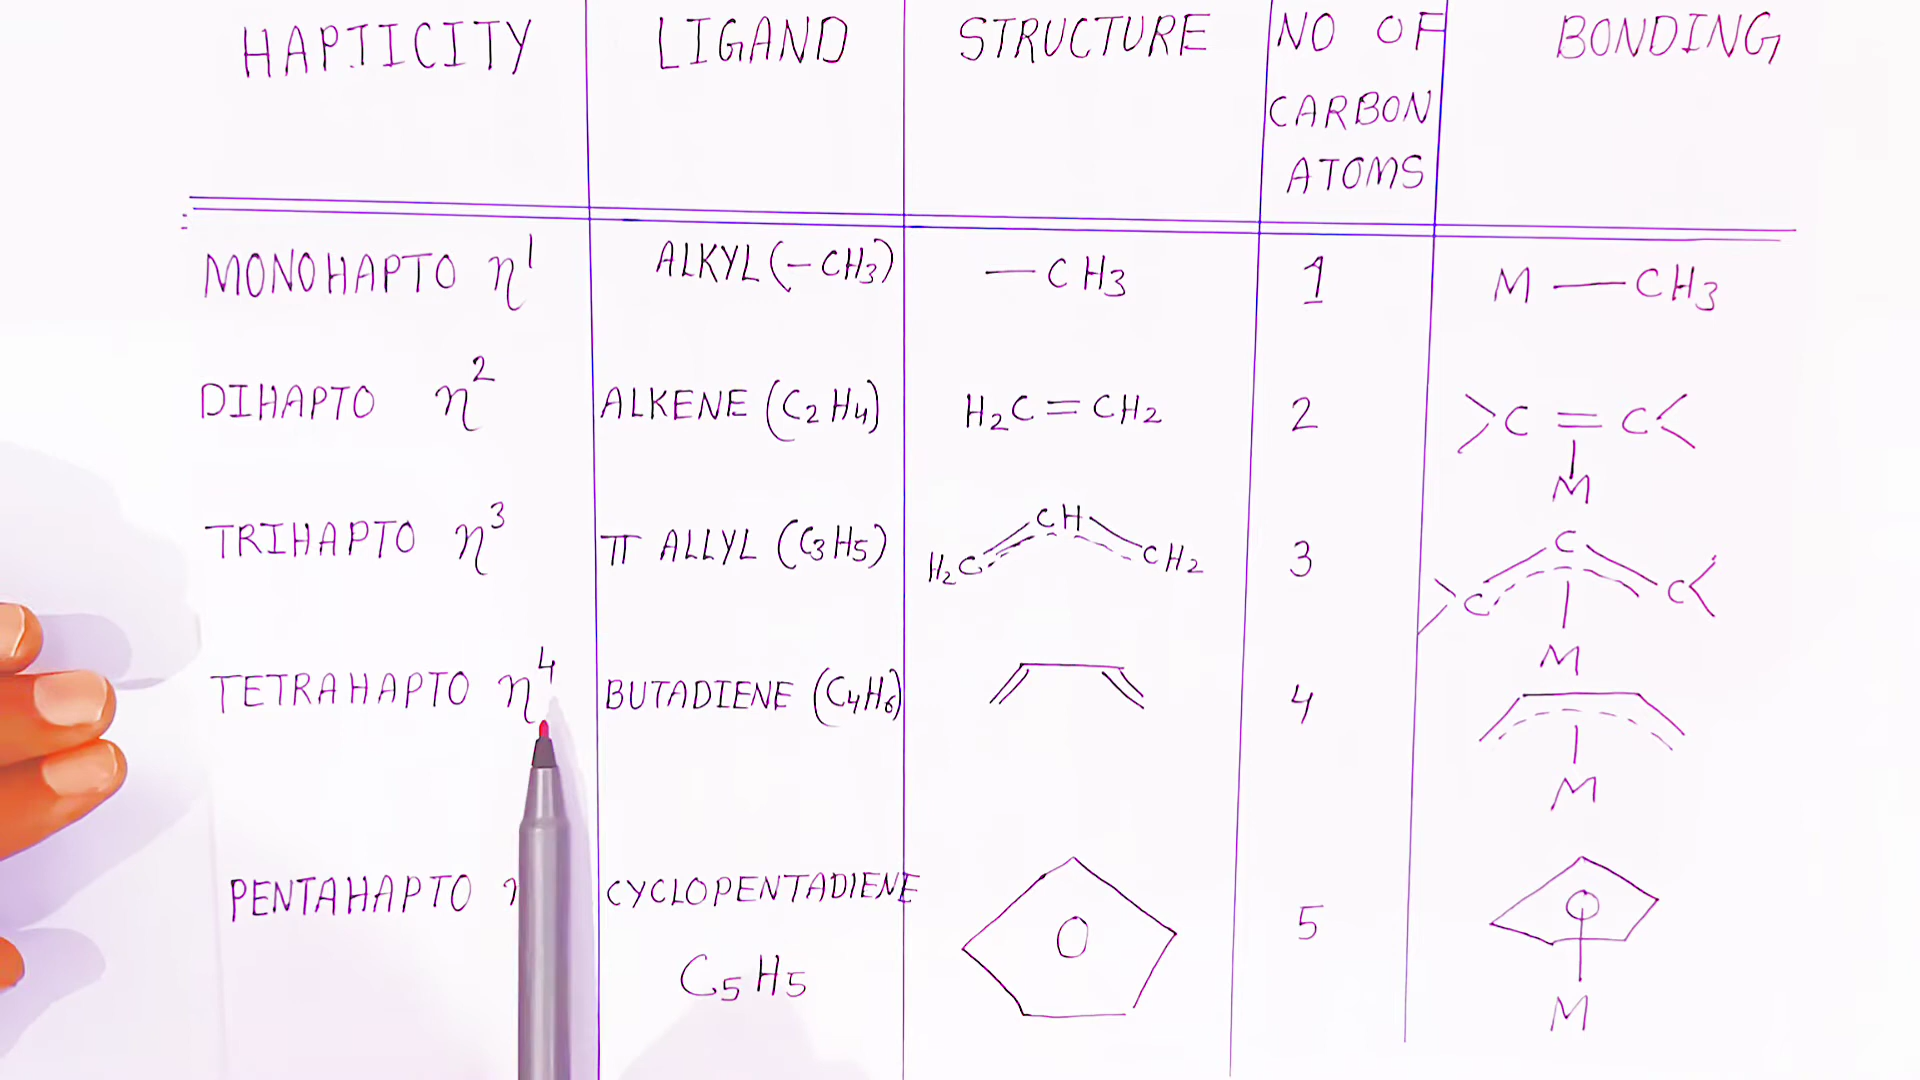 HAPTICITY LIGAND STRUCTURE NO OF CARBON ATOMS BONDING
MONOHAPTO η¹ ALKYL (–CH₃) —CH₃ 1 M—CH₃
DIHAPTO η² ALKENE (C₂H₄) H₂C=CH₂ 2 >C=C< M
TRIHAPTO η³ π ALLYL (C₃H₅) H₂C CH CH₂ 3 >C C C< M
TETRAHAPTO η⁴ BUTADIENE (C₄H₆) 4 M
PENTAHAPTO CYCLOPENTADIENE 5 M
C₅H₅